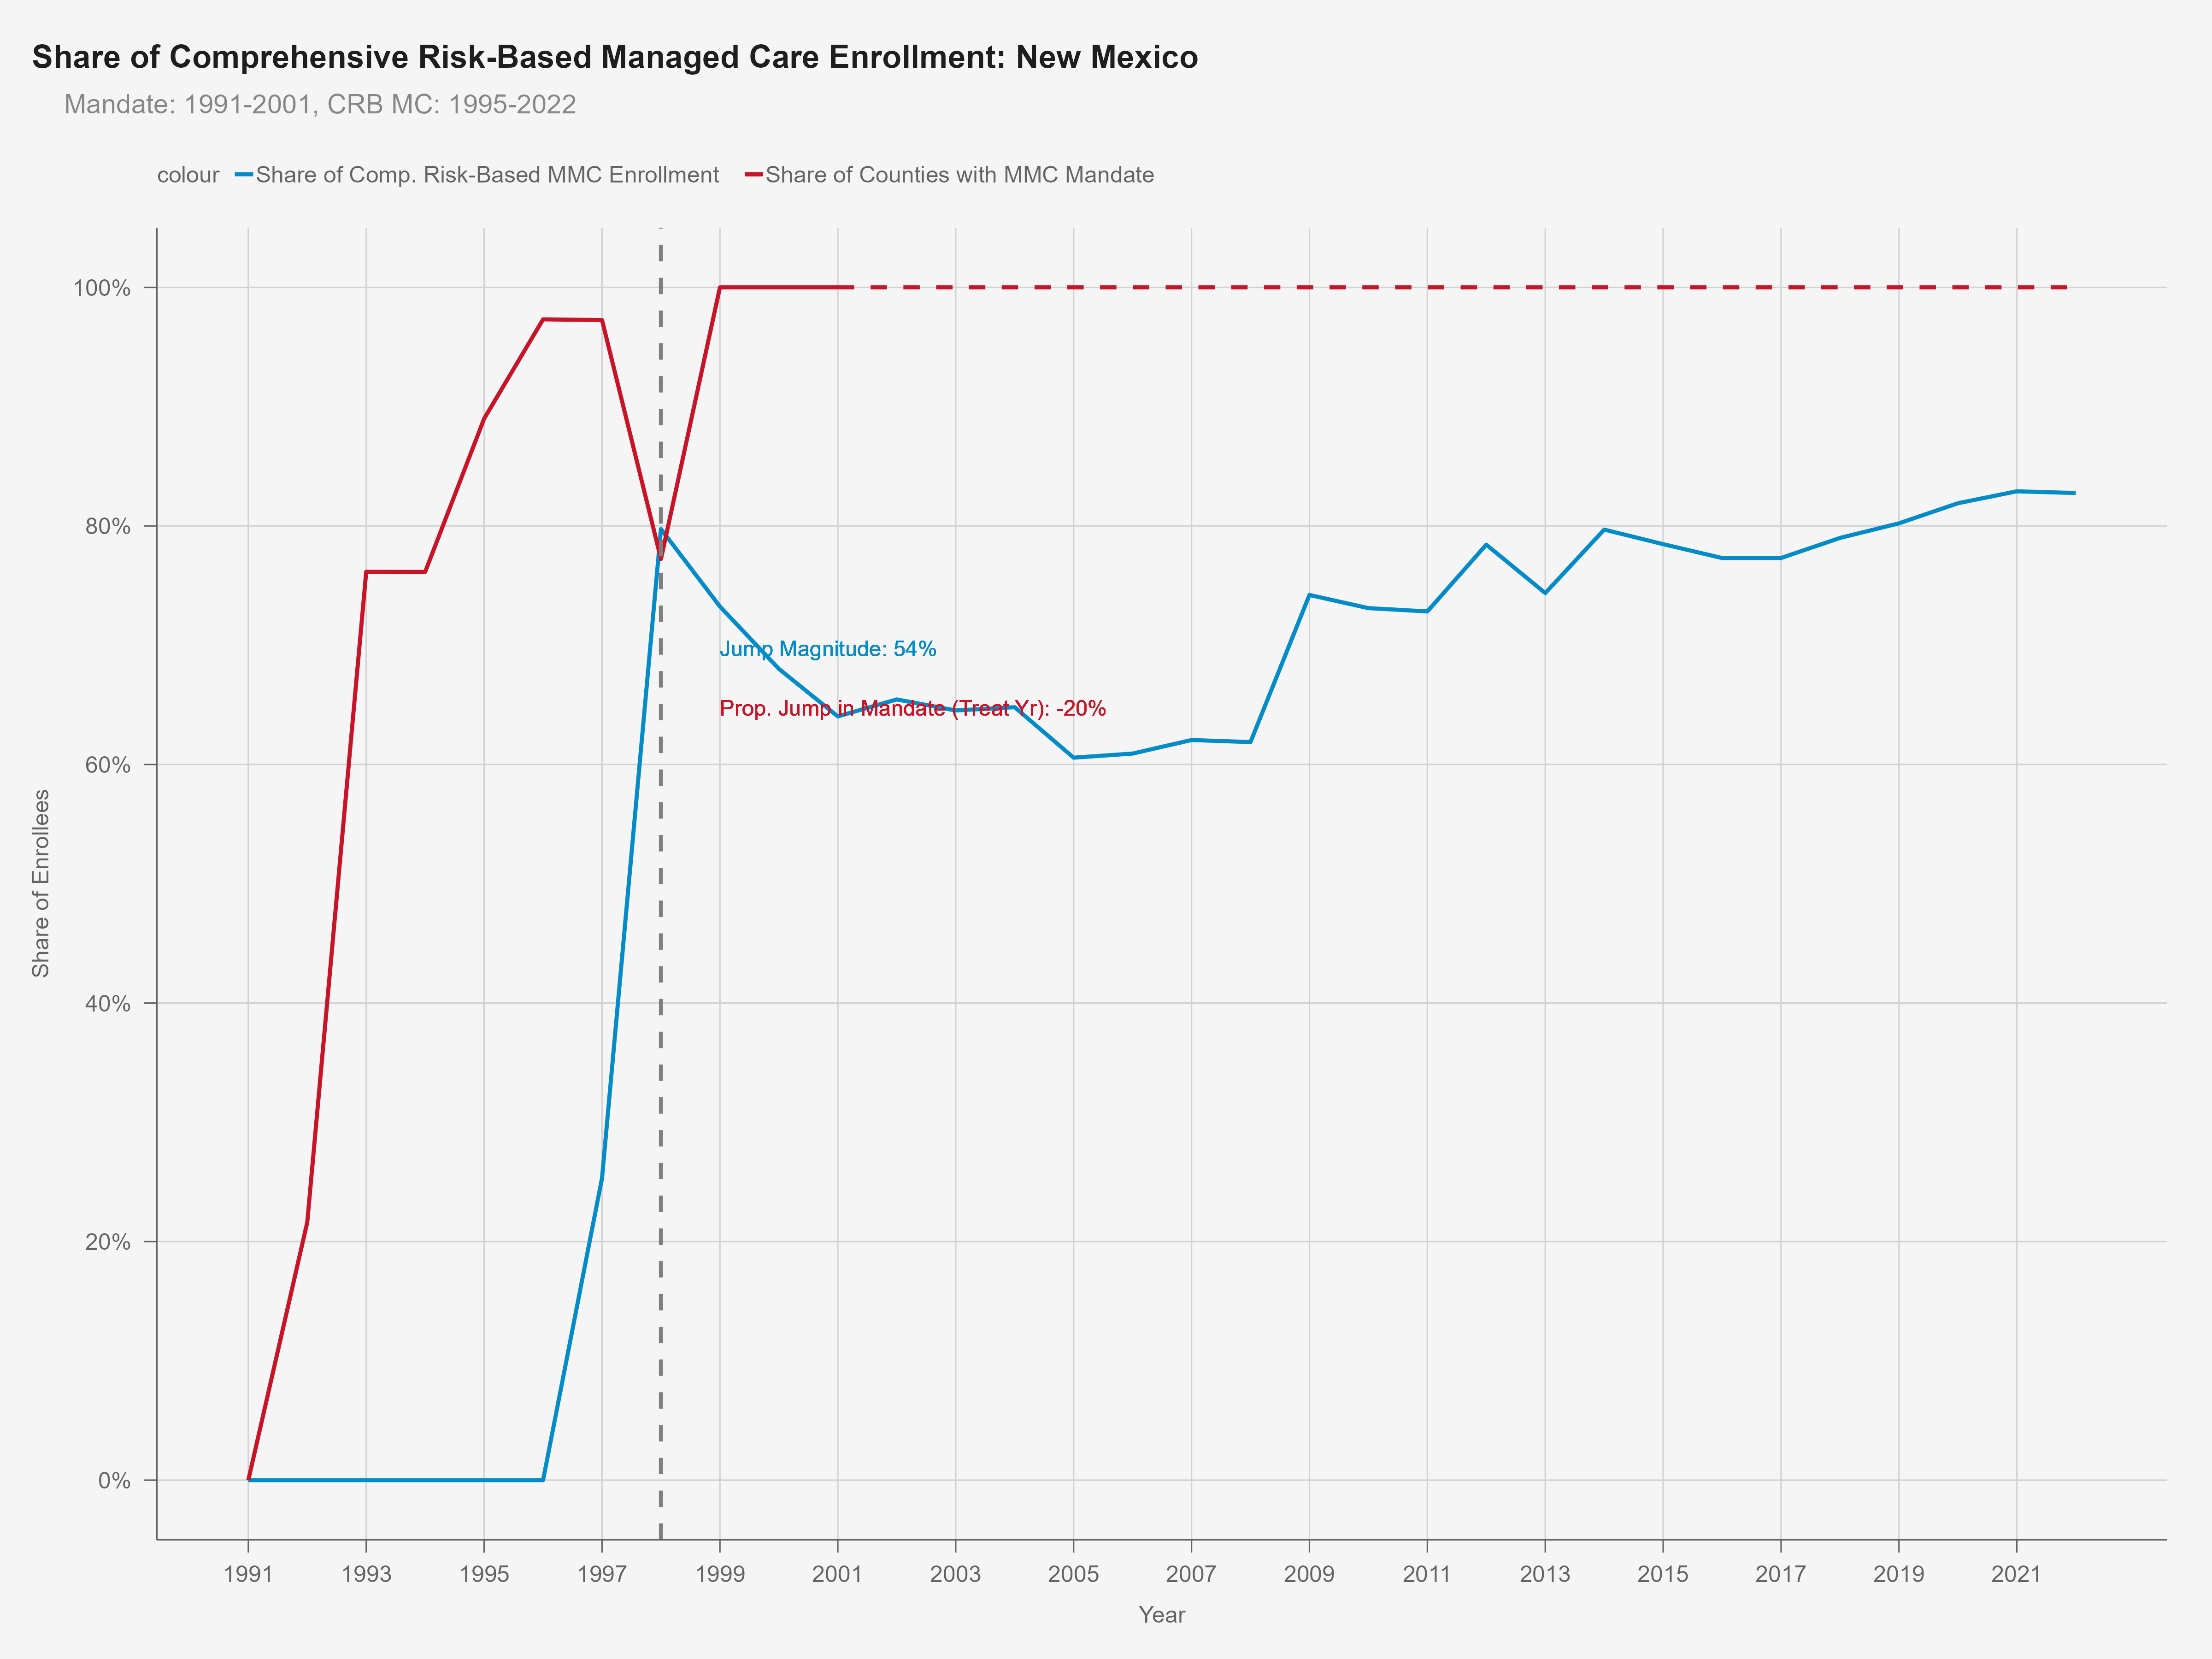 Share of Comprehensive Risk-Based Managed Care Enrollment: New Mexico
Mandate: 1991-2001, CRB MC: 1995-2022
colour Share of Comp. Risk-Based MMC Enrollment Share of Counties with MMC Mandate
100%
80%
Jump Magnitude: 54%
Prop. Jump in Mandate (Treat Yr): -20%
60%
40%
20%
0%
Share of Enrollees
1991 1993 1995 1997 1999 2001 2003 2005 2007 2009 2011 2013 2015 2017 2019 2021
Year